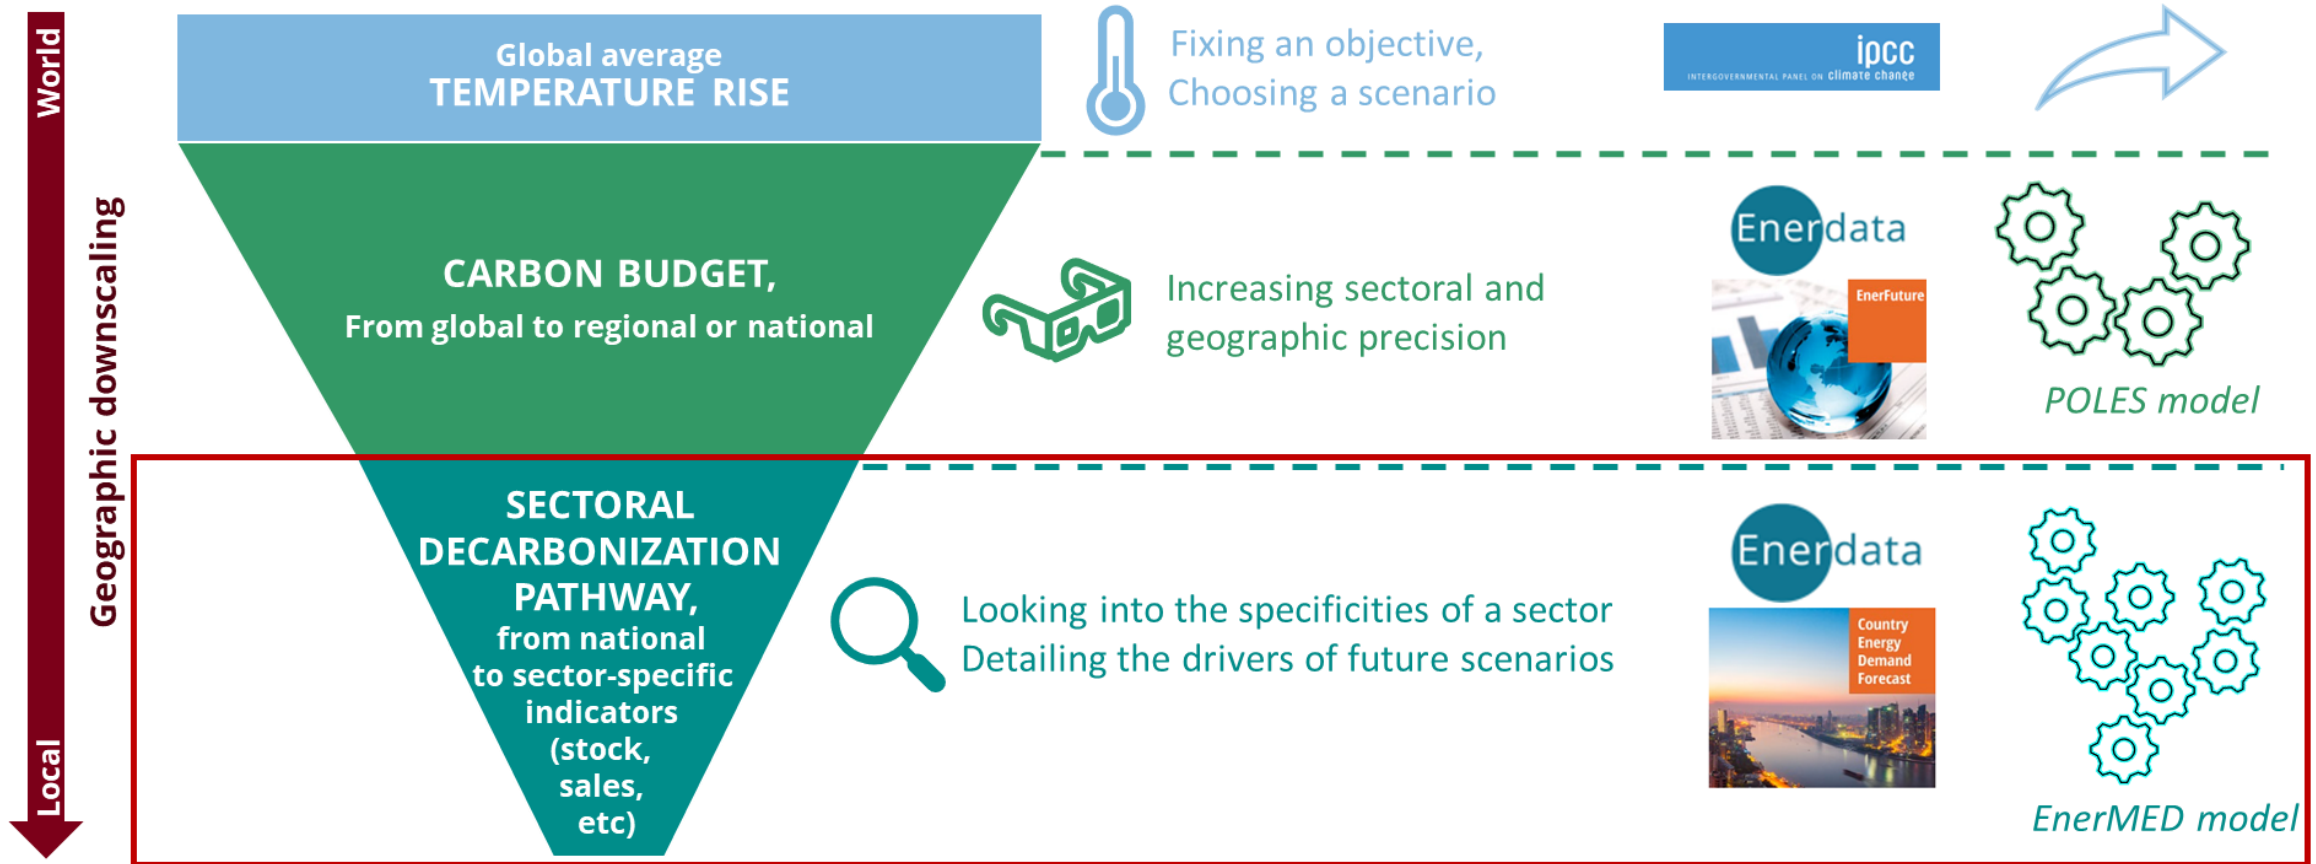 World
Geographic downscaling
Local
Global average
TEMPERATURE RISE
Fixing an objective,
Choosing a scenario
ipcc
INTERGOVERNMENTAL PANEL ON climate change
CARBON BUDGET,
From global to regional or national
Increasing sectoral and
geographic precision
Enerdata
EnerFuture
POLES model
SECTORAL
DECARBONIZATION
PATHWAY,
from national
to sector-specific
indicators
(stock,
sales,
etc)
Looking into the specificities of a sector
Detailing the drivers of future scenarios
Enerdata
Country
Energy
Demand
Forecast
EnerMED model